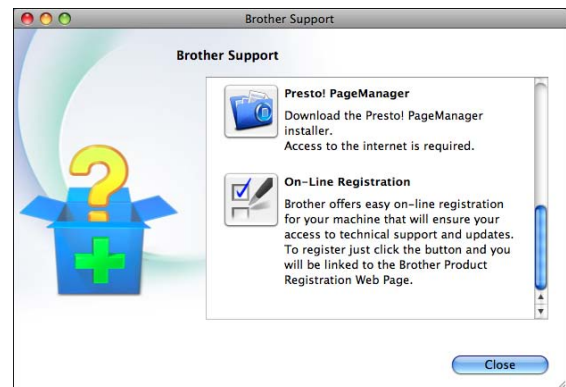 Brother Support
Brother Support
Presto! PageManager
Download the Presto! PageManager
installer.
Access to the internet is required.
On-Line Registration
Brother offers easy on-line registration
for your machine that will ensure your
access to technical support and updates.
To register just click the button and you
will be linked to the Brother Product
Registration Web Page.
Close